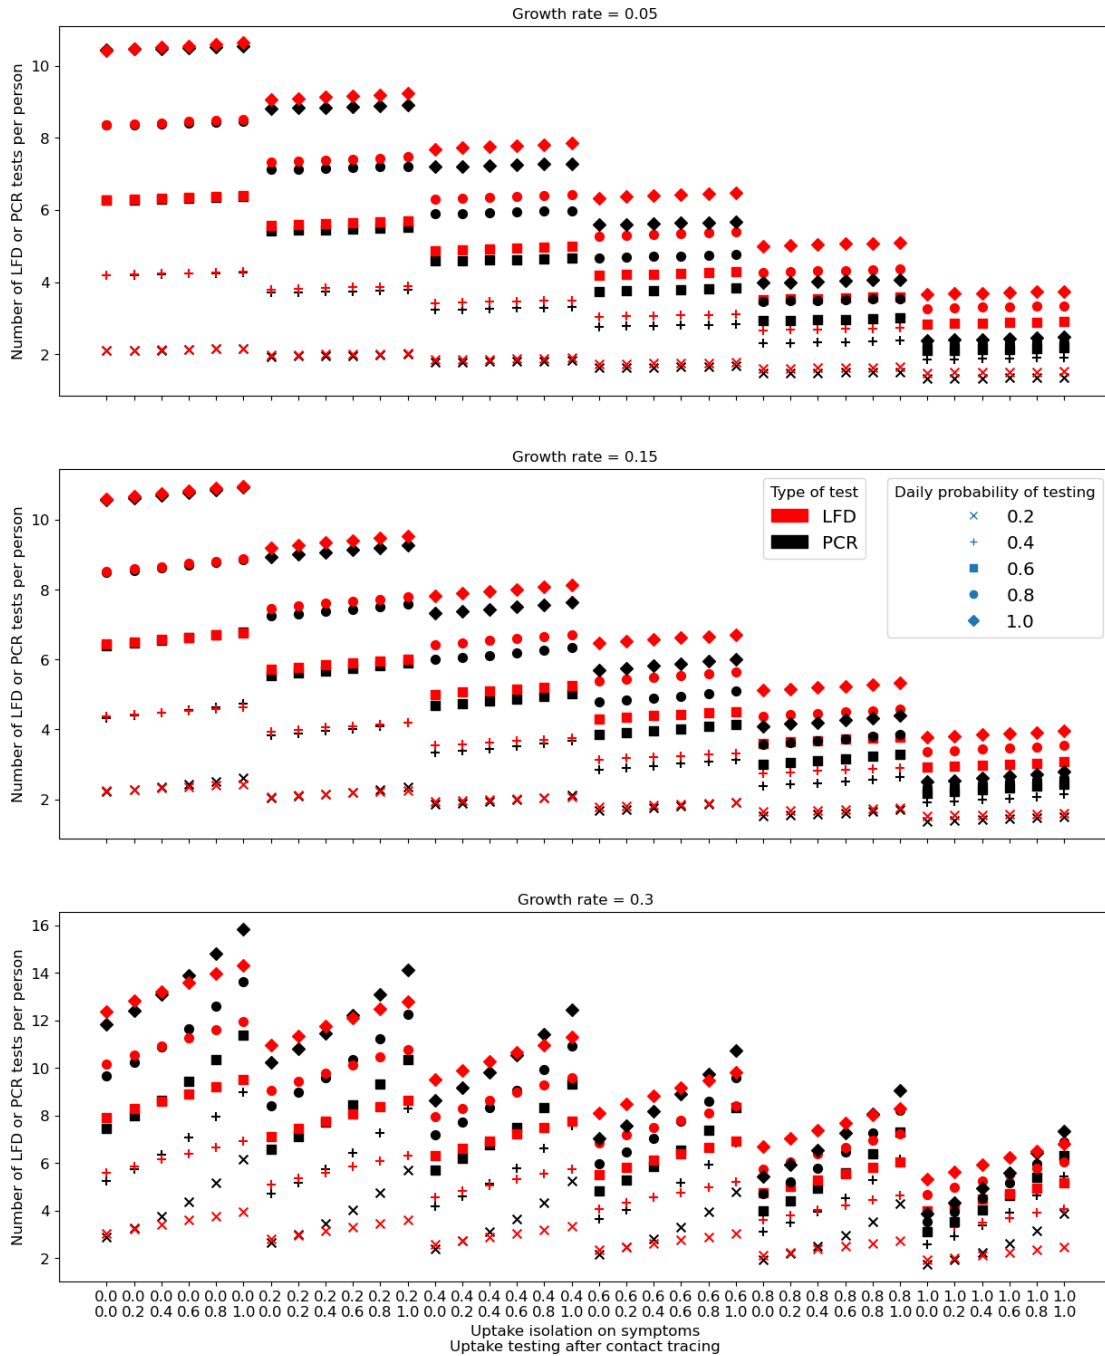 Growth rate = 0.05
Number of LFD or PCR tests per person
10
8
6
4
2
Growth rate = 0.15
Number of LFD or PCR tests per person
10
8
6
4
2
Type of test
LFD
PCR
Daily probability of testing
0.2
0.4
0.6
0.8
1.0
Growth rate = 0.3
Number of LFD or PCR tests per person
16
14
12
10
8
6
4
2
0.0 0.0 0.0 0.0 0.0 0.0 0.2 0.2 0.2 0.2 0.2 0.2 0.4 0.4 0.4 0.4 0.4 0.4 0.6 0.6 0.6 0.6 0.6 0.6 0.8 0.8 0.8 0.8 0.8 0.8 1.0 1.0 1.0 1.0 1.0 1.0
0.0 0.2 0.4 0.6 0.8 1.0 0.0 0.2 0.4 0.6 0.8 1.0 0.0 0.2 0.4 0.6 0.8 1.0 0.0 0.2 0.4 0.6 0.8 1.0 0.0 0.2 0.4 0.6 0.8 1.0 0.0 0.2 0.4 0.6 0.8 1.0
Uptake isolation on symptoms
Uptake testing after contact tracing